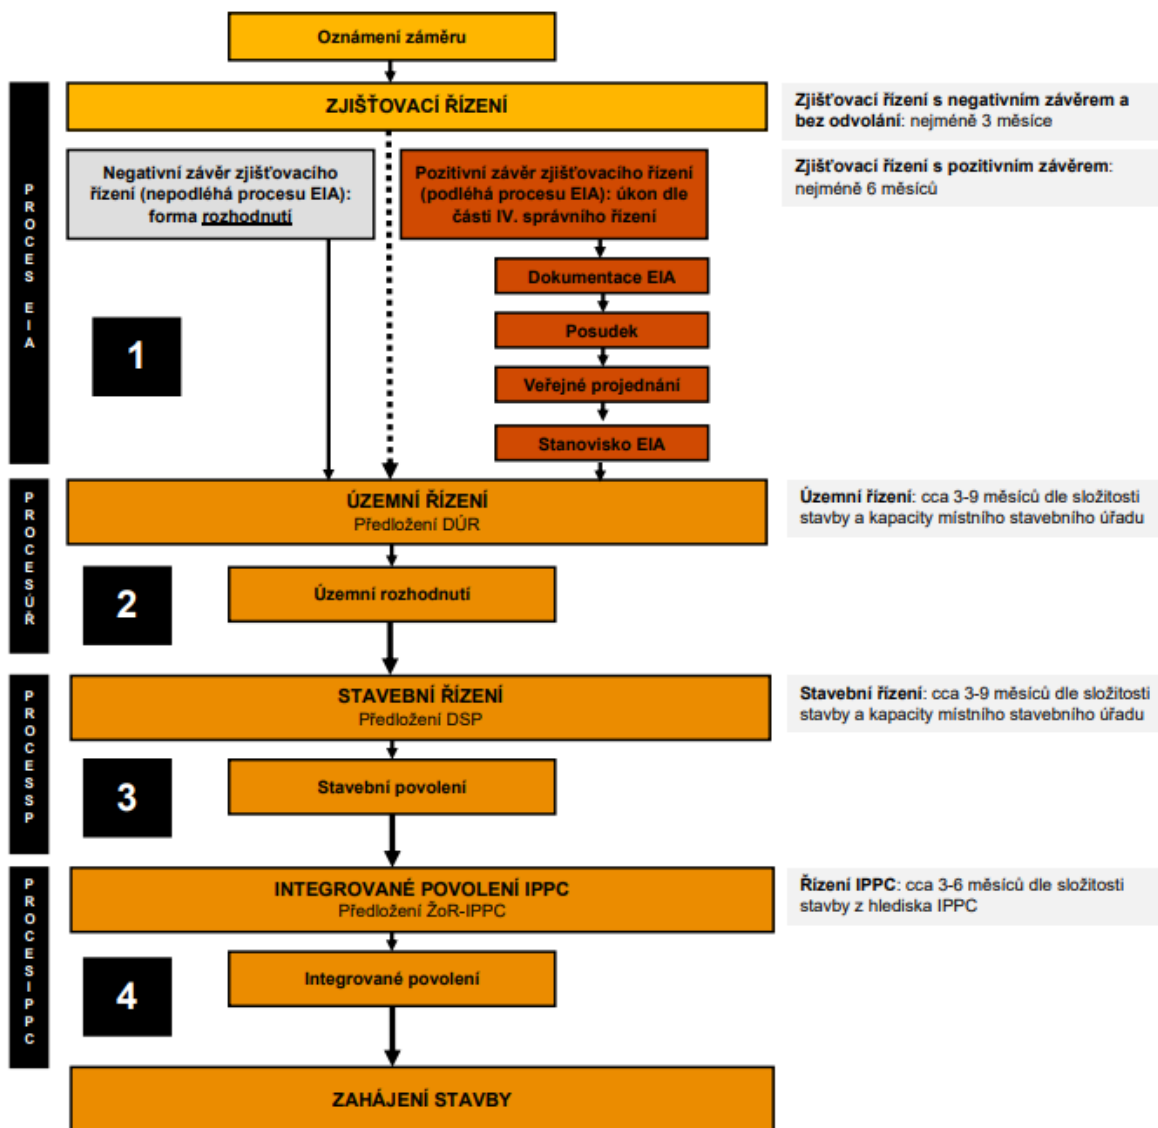 Oznámení záměru
ZJIŠŤOVACÍ ŘÍZENÍ
Zjišťovací řízení s negativním závěrem a
bez odvolání: nejméně 3 měsíce
PROCES EIA
Negativní závěr zjišťovacího
řízení (nepodléhá procesu EIA):
forma rozhodnutí
Pozitivní závěr zjišťovacího řízení
(podléhá procesu EIA): úkon dle
části IV. správního řízení
Zjišťovací řízení s pozitivním závěrem:
nejméně 6 měsíců
Dokumentace EIA
Posudek
1
Veřejné projednání
Stanovisko EIA
PROCESÚŘ
ÚZEMNÍ ŘÍZENÍ
Předložení DÚR
Územní řízení: cca 3-9 měsíců dle složitosti
stavby a kapacity místního stavebního úřadu
2
Územní rozhodnutí
PROCESSP
STAVEBNÍ ŘÍZENÍ
Předložení DSP
Stavební řízení: cca 3-9 měsíců dle složitosti
stavby a kapacity místního stavebního úřadu
3
Stavební povolení
PROCESIPPC
INTEGROVANÉ POVOLENÍ IPPC
Předložení ŽoR-IPPC
Řízení IPPC: cca 3-6 měsíců dle složitosti
stavby z hlediska IPPC
4
Integrované povolení
ZAHÁJENÍ STAVBY